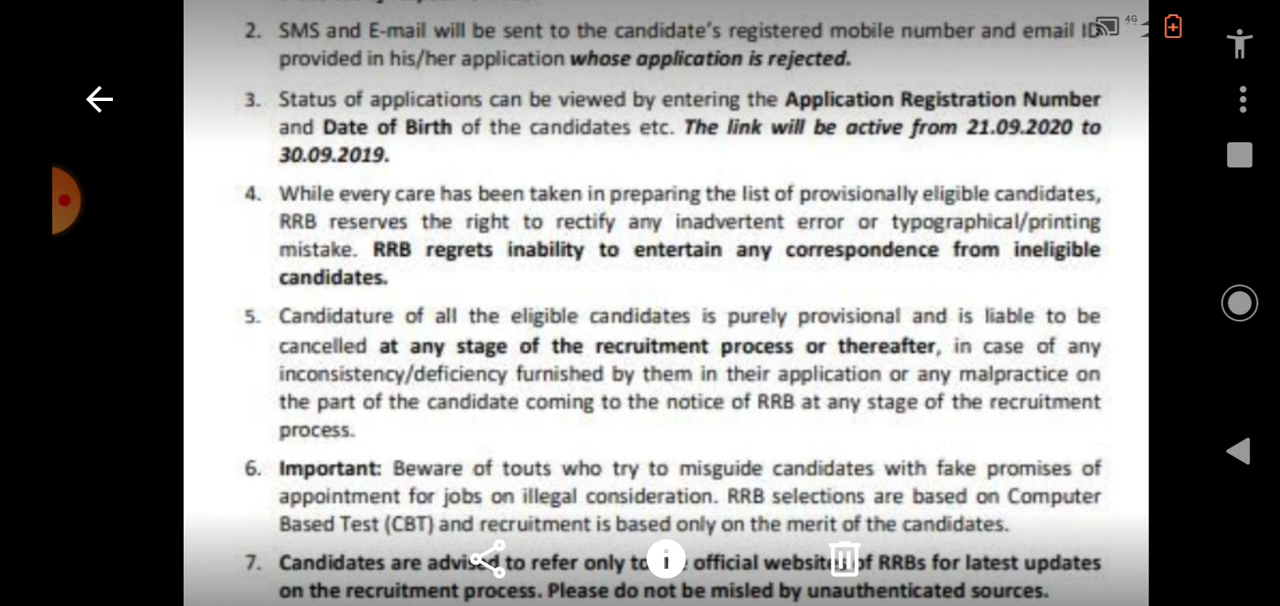 2. SMS and E-mail will be sent to the candidate's registered mobile number and email ID
4G
provided in his/her application whose application is rejected.
3. Status of applications can be viewed by entering the Application Registration Number
and Date of Birth of the candidates etc. The link will be active from 21.09.2020 to
30.09.2019.
4. While every care has been taken in preparing the list of provisionally eligible candidates,
RRB reserves the right to rectify any inadvertent error or typographical/printing
mistake. RRB regrets inability to entertain any correspondence from ineligible
candidates.
5. Candidature of all the eligible candidates is purely provisional and is liable to be
cancelled at any stage of the recruitment process or thereafter, in case of any
inconsistency/deficiency furnished by them in their application or any malpractice on
the part of the candidate coming to the notice of RRB at any stage of the recruitment
process.
6. Important: Beware of touts who try to misguide candidates with fake promises of
appointment for jobs on illegal consideration. RRB selections are based on Computer
Based Test (CBT) and recruitment is based only on the merit of the candidates.
7. Candidates are advised to refer only to official website of RRBs for latest updates
on the recruitment process. Please do not be misled by unauthenticated sources.